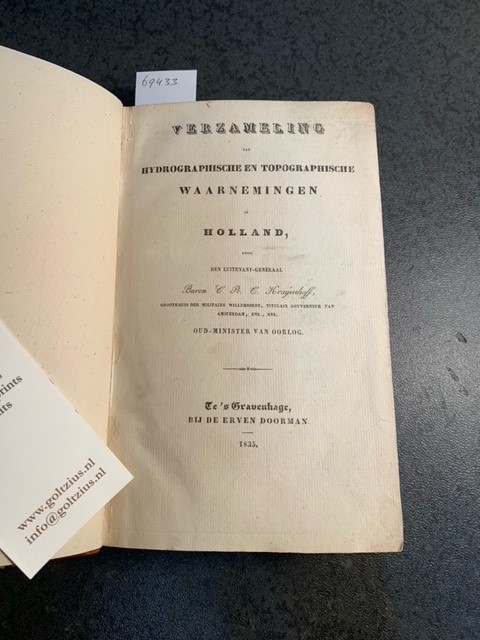 69433
VERZAMELING
VAN
HYDROGRAPHISCHE EN TOPOGRAPHISCHE
WAARNEMINGEN
IN
HOLLAND,
DOOR
DEN LUITENANT-GENERAAL
Baron C. R. T. Krayenhoff,
GROOTKRUIS DER MILITAIRE WILLEMSORDE, TITULAIR GOUVERNEUR VAN
AMSTERDAM, ENZ., ENZ.
OUD-MINISTER VAN OORLOG.
Te 's Gravenhage,
BIJ DE ERVEN DOORMAN.
1835.
prints
www.goltzius.nl
info@goltzius.nl